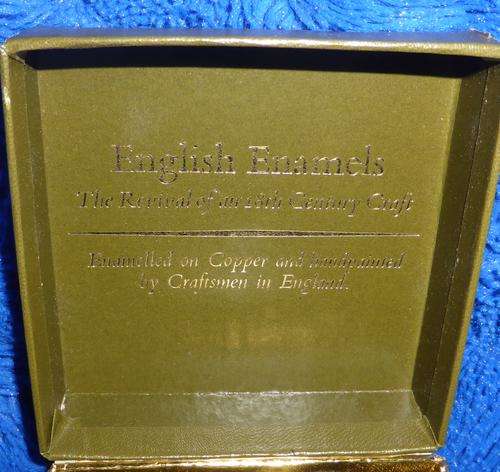 English Enamels
The Revival of an 18th Century Craft
Enamelled on Copper and handpainted
by Craftsmen in England.